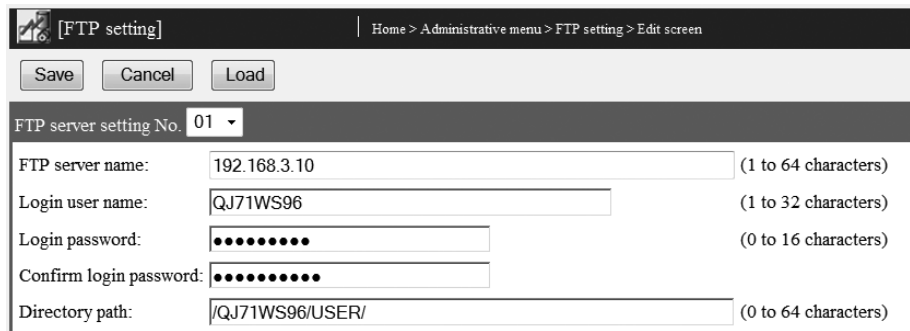 [FTP setting] Home > Administrative menu > FTP setting > Edit screen
Save Cancel Load
FTP server setting No. 01
FTP server name: 192.168.3.10 (1 to 64 characters)
Login user name: QJ71WS96 (1 to 32 characters)
Login password: ●●●●●●●●● (0 to 16 characters)
Confirm login password: ●●●●●●●●●●
Directory path: /QJ71WS96/USER/ (0 to 64 characters)